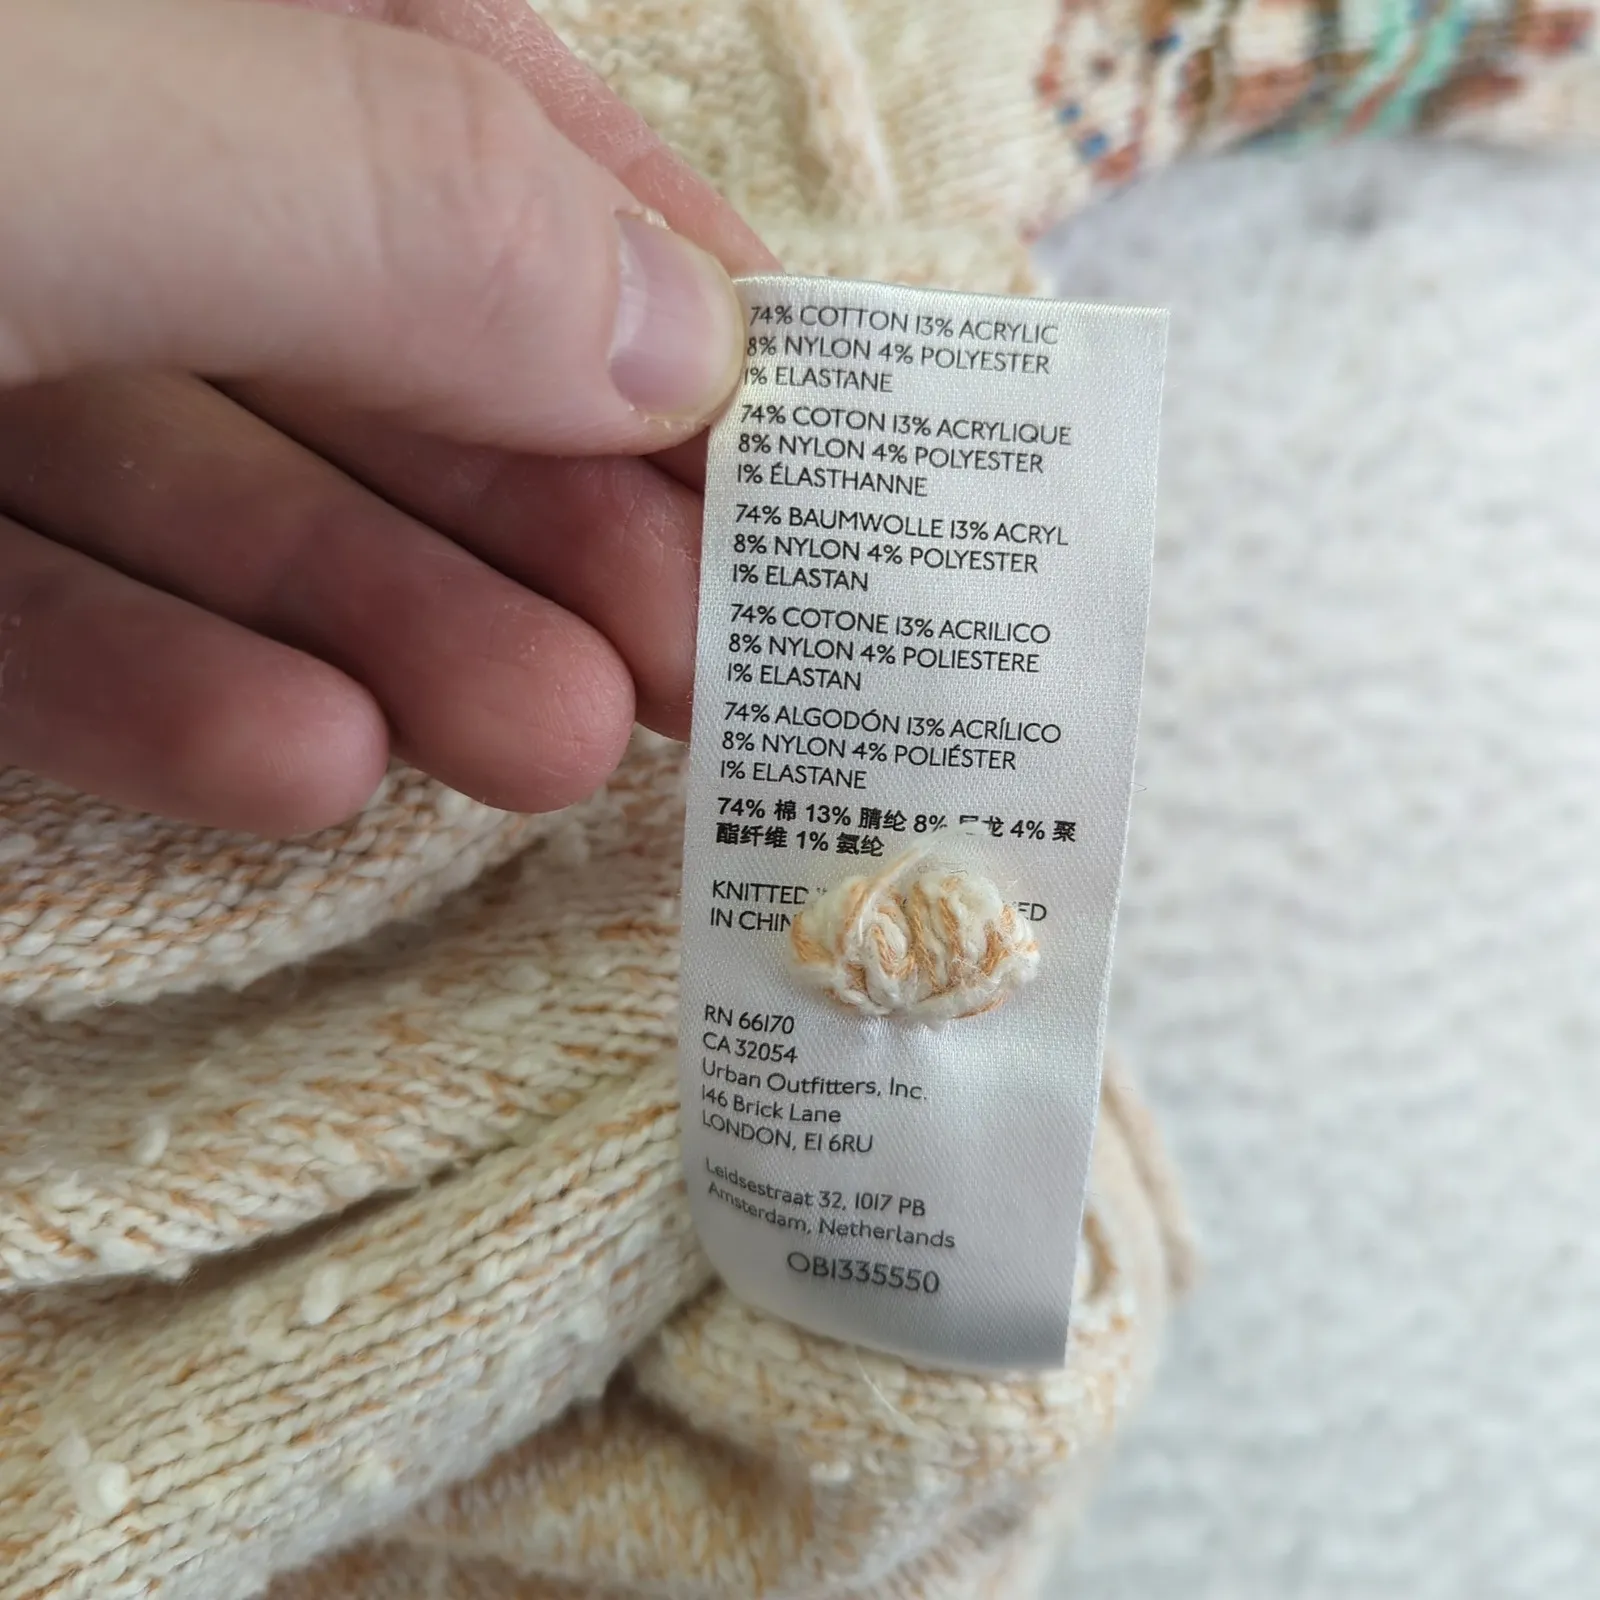 74% COTTON 13% ACRYLIC
8% NYLON 4% POLYESTER
1% ELASTANE
74% COTON 13% ACRYLIQUE
8% NYLON 4% POLYESTER
1% ÉLASTHANNE
74% BAUMWOLLE 13% ACRYL
8% NYLON 4% POLYESTER
1% ELASTAN
74% COTONE 13% ACRILICO
8% NYLON 4% POLIESTERE
1% ELASTAN
74% ALGODÓN 13% ACRÍLICO
8% NYLON 4% POLIÉSTER
1% ELASTANE
74% 棉 13% 腈纶 8% 龙 4% 聚
酯纤维 1% 氨纶
KNITTED
IN
RN 66170
CA 32054
Urban Outfitters, Inc.
146 Brick Lane
LONDON, E1 6RU
Leidsestraat 32, 1017 PB
Amsterdam, Netherlands
OB1335550